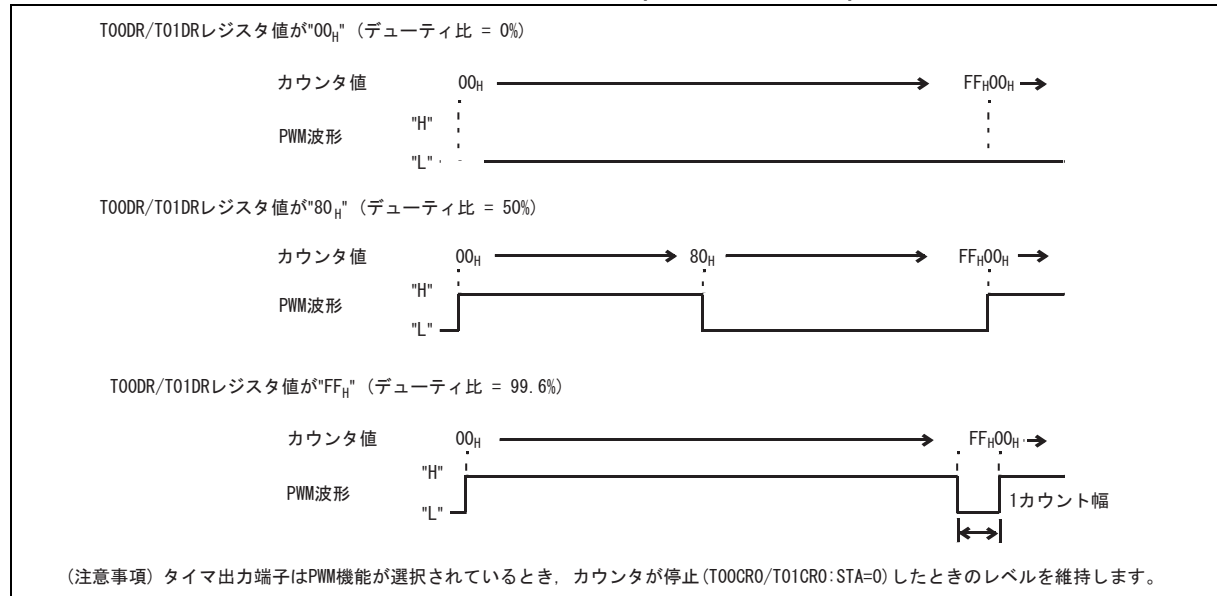 T00DR/T01DRレジスタ値が"00H" (デューティ比 = 0%)
カウンタ値 00H FFH00H
"H"
PWM波形
"L"
T00DR/T01DRレジスタ値が"80H" (デューティ比 = 50%)
カウンタ値 00H 80H FFH00H
"H"
PWM波形
"L"
T00DR/T01DRレジスタ値が"FFH" (デューティ比 = 99.6%)
カウンタ値 00H FFH00H
"H"
PWM波形 1カウント幅
"L"
(注意事項) タイマ出力端子はPWM機能が選択されているとき, カウンタが停止(T00CR0/T01CR0:STA=0)したときのレベルを維持します。